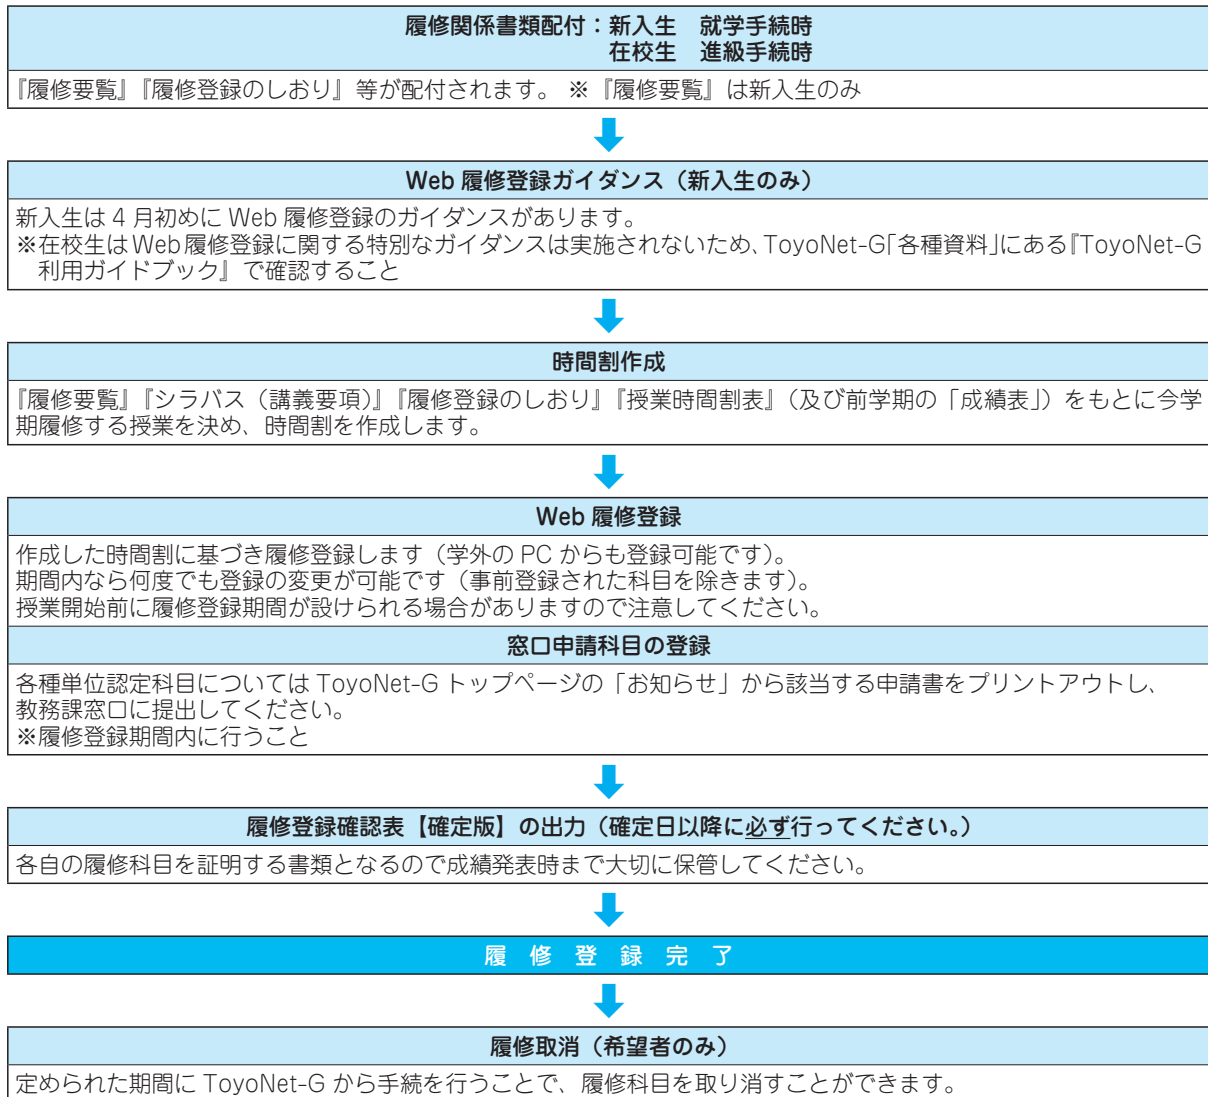 履修関係書類配付：新入生　就学手続時
在校生　進級手続時
『履修要覧』『履修登録のしおり』等が配付されます。 ※『履修要覧』は新入生のみ
Web 履修登録ガイダンス（新入生のみ）
新入生は 4 月初めに Web 履修登録のガイダンスがあります。
※在校生はWeb履修登録に関する特別なガイダンスは実施されないため、ToyoNet-G「各種資料」にある『ToyoNet-G
利用ガイドブック』で確認すること
時間割作成
『履修要覧』『シラバス（講義要項）』『履修登録のしおり』『授業時間割表』（及び前学期の「成績表」）をもとに今学
期履修する授業を決め、時間割を作成します。
Web 履修登録
作成した時間割に基づき履修登録します（学外の PC からも登録可能です）。
期間内なら何度でも登録の変更が可能です（事前登録された科目を除きます）。
授業開始前に履修登録期間が設けられる場合がありますので注意してください。
窓口申請科目の登録
各種単位認定科目については ToyoNet-G トップページの「お知らせ」から該当する申請書をプリントアウトし、
教務課窓口に提出してください。
※履修登録期間内に行うこと
履修登録確認表【確定版】の出力（確定日以降に必ず行ってください。）
各自の履修科目を証明する書類となるので成績発表時まで大切に保管してください。
履　修　登　録　完　了
履修取消（希望者のみ）
定められた期間に ToyoNet-G から手続を行うことで、履修科目を取り消すことができます。